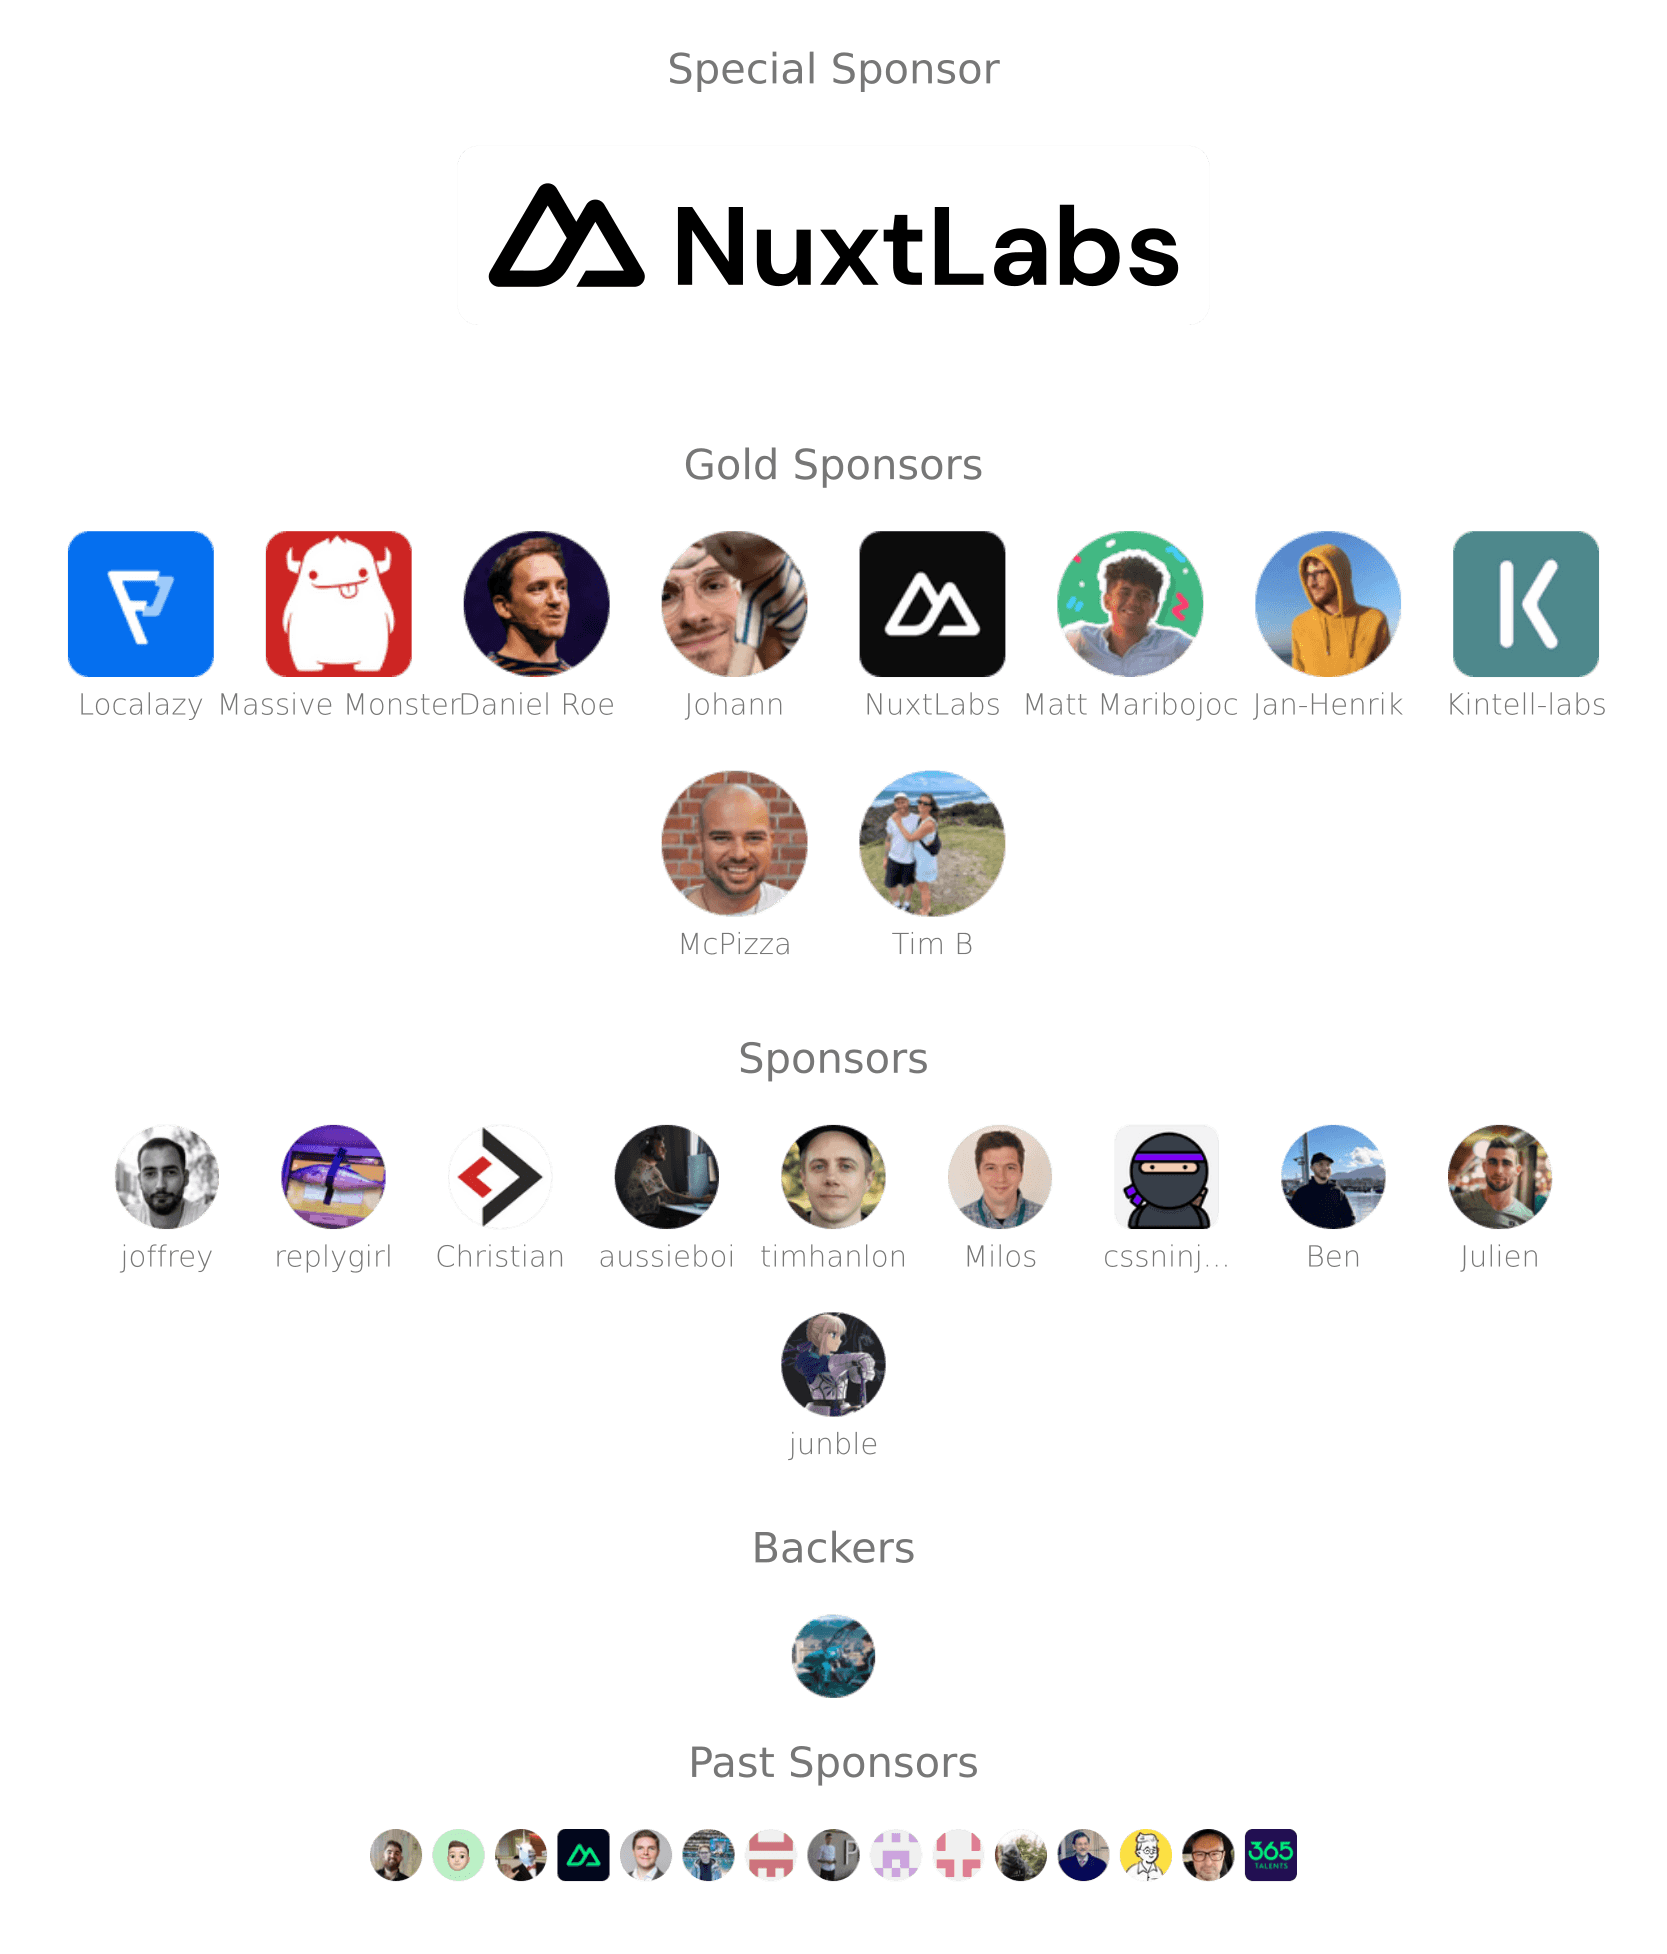 Special Sponsor
NuxtLabs
Gold Sponsors
Localazy Massive Monster Daniel Roe Johann NuxtLabs Matt Maribojoc Jan-Henrik Kintell-labs
McPizza Tim B
Sponsors
joffrey replygirl Christian aussieboi timhanlon Milos cssninj... Ben Julien
junble
Backers
Past Sponsors
365
TALENTS